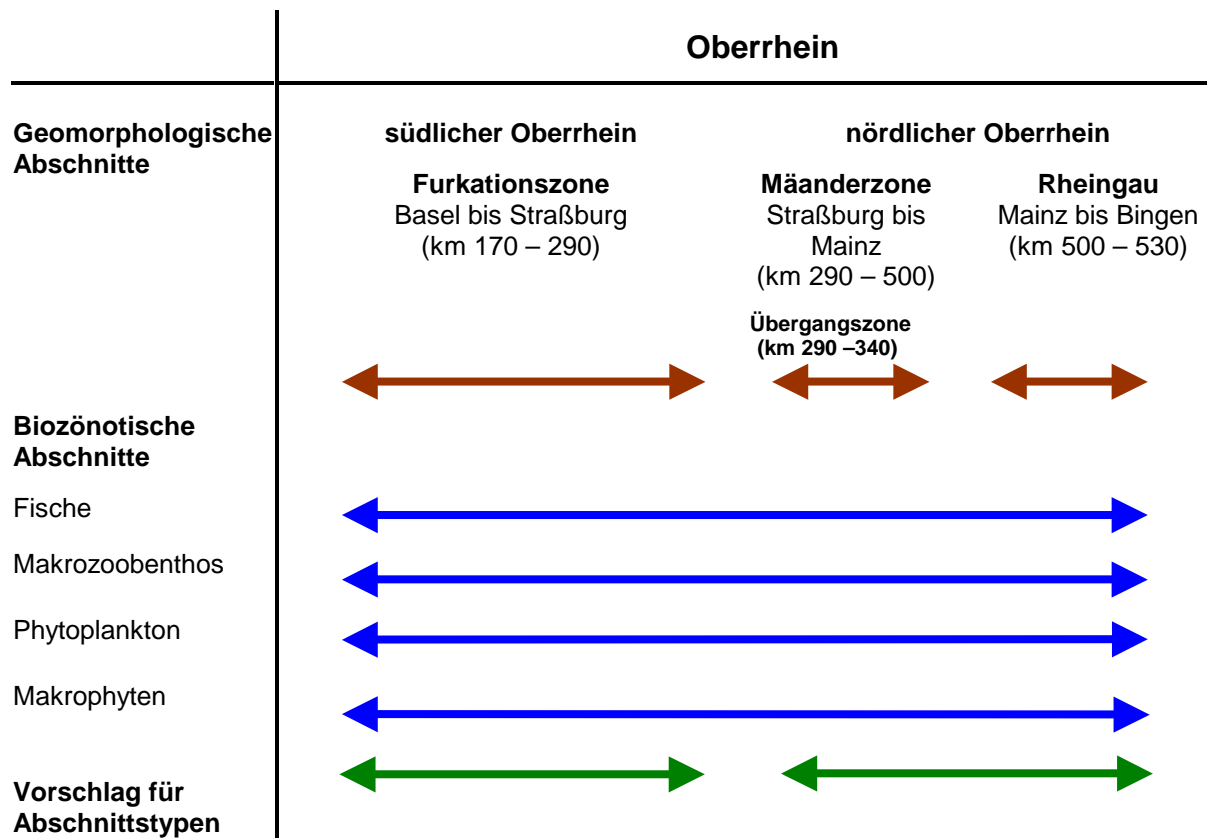 Oberrhein
Geomorphologische
Abschnitte
südlicher Oberrhein
nördlicher Oberrhein
Furkationszone
Basel bis Straßburg
(km 170 – 290)
Mäanderzone
Straßburg bis
Mainz
(km 290 – 500)
Rheingau
Mainz bis Bingen
(km 500 – 530)
Übergangszone
(km 290 –340)
Biozönotische
Abschnitte
Fische
Makrozoobenthos
Phytoplankton
Makrophyten
Vorschlag für
Abschnittstypen